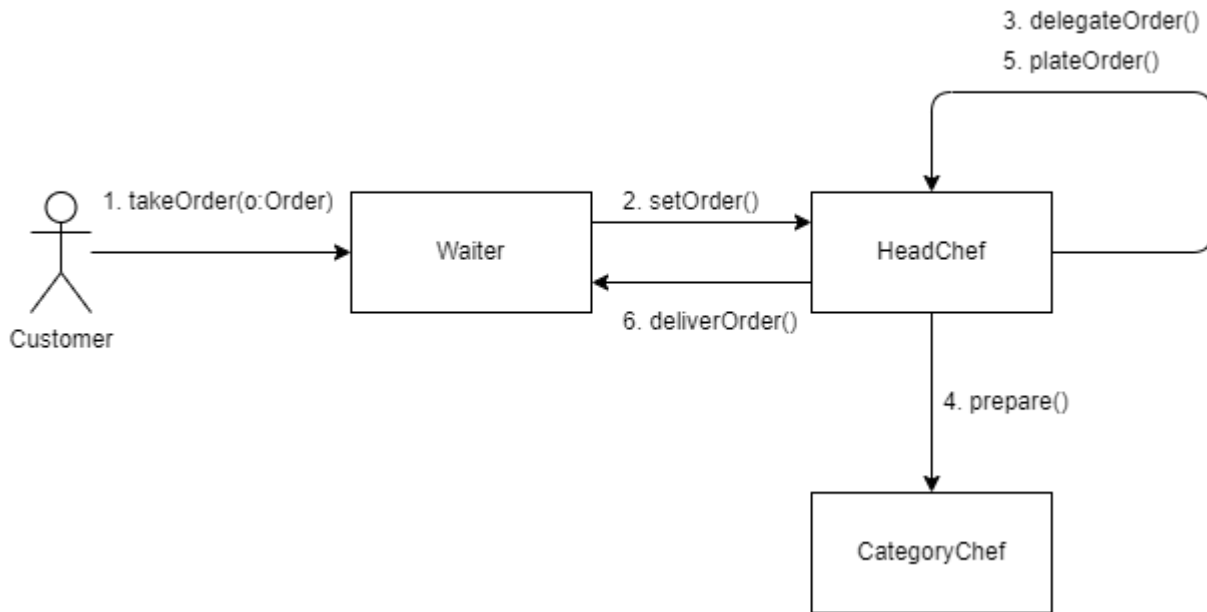 3. delegateOrder()
5. plateOrder()
1. takeOrder(o:Order)
2. setOrder()
Waiter
HeadChef
6. deliverOrder()
Customer
4. prepare()
CategoryChef